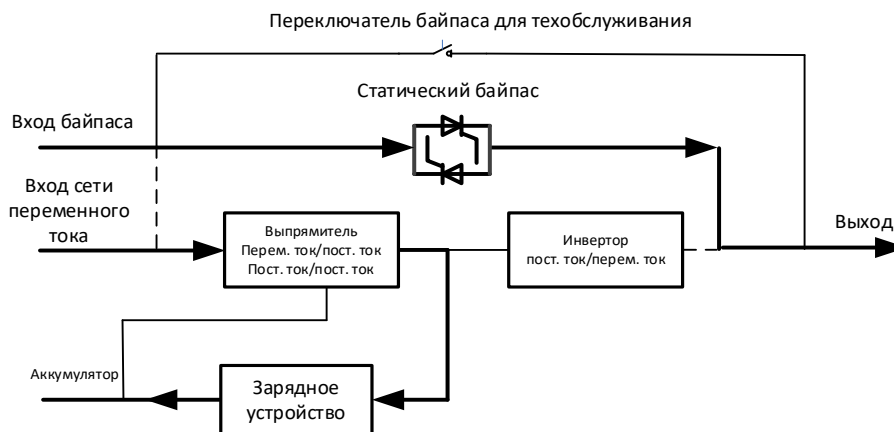 Переключатель байпаса для техобслуживания
Статический байпас
Вход байпаса
Вход сети
переменного
тока
Выпрямитель
Перем. ток/пост. ток
Пост. ток/пост. ток
Инвертор
пост. ток/перем. ток
Выход
Аккумулятор
Зарядное
устройство